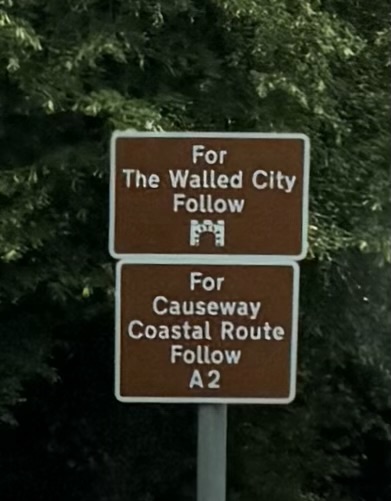 For
The Walled City
Follow
For
Causeway
Coastal Route
Follow
A2